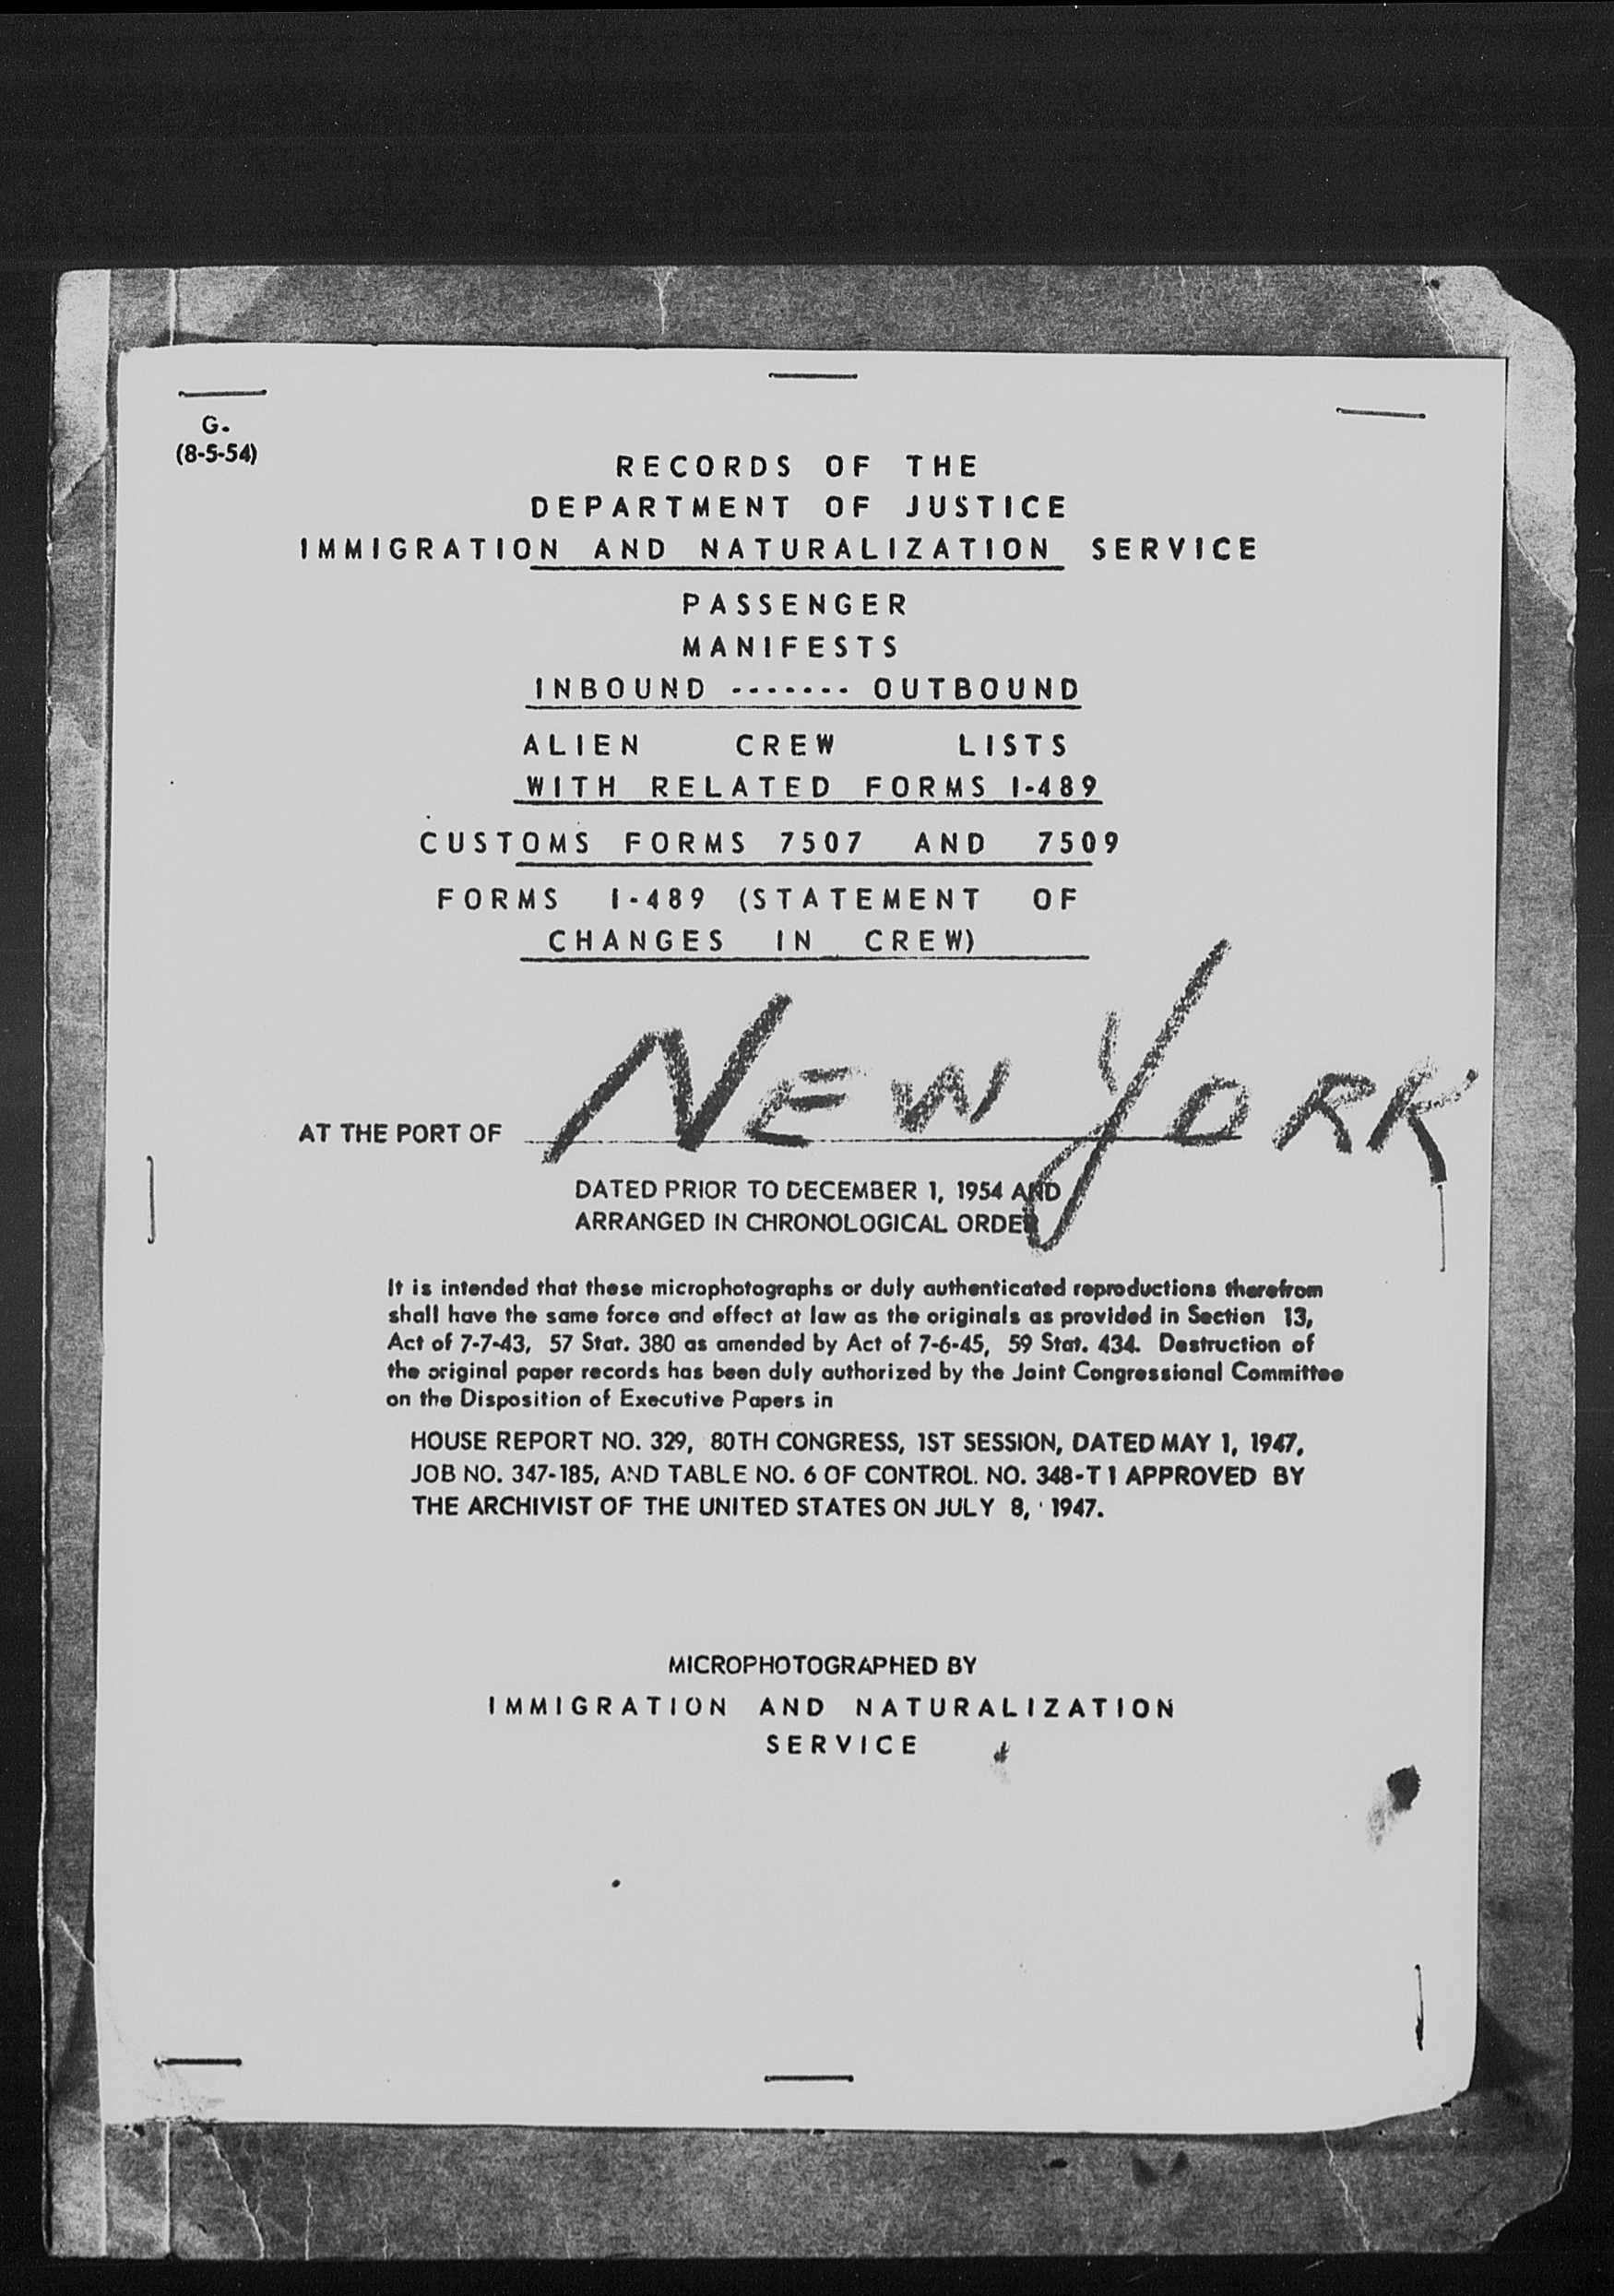 G.
(8-5-54)
RECORDS OF THE
DEPARTMENT OF JUSTICE
IMMIGRATION AND NATURALIZATION SERVICE
PASSENGER
MANIFESTS
INBOUND ------- OUTBOUND
ALIEN CREW LISTS
WITH RELATED FORMS I-489
CUSTOMS FORMS 7507 AND 7509
FORMS I-489 (STATEMENT OF
CHANGES IN CREW)
AT THE PORT OF NEW YORK
DATED PRIOR TO DECEMBER 1, 1954 AND
ARRANGED IN CHRONOLOGICAL ORDER
It is intended that these microphotographs or duly authenticated reproductions therefrom
shall have the same force and effect at law as the originals as provided in Section 13,
Act of 7-7-43, 57 Stat. 380 as amended by Act of 7-6-45, 59 Stat. 434. Destruction of
the original paper records has been duly authorized by the Joint Congressional Committee
on the Disposition of Executive Papers in
HOUSE REPORT NO. 329, 80TH CONGRESS, 1ST SESSION, DATED MAY 1, 1947,
JOB NO. 347-185, AND TABLE NO. 6 OF CONTROL NO. 348-T1 APPROVED BY
THE ARCHIVIST OF THE UNITED STATES ON JULY 8, 1947.
MICROPHOTOGRAPHED BY
IMMIGRATION AND NATURALIZATION
SERVICE